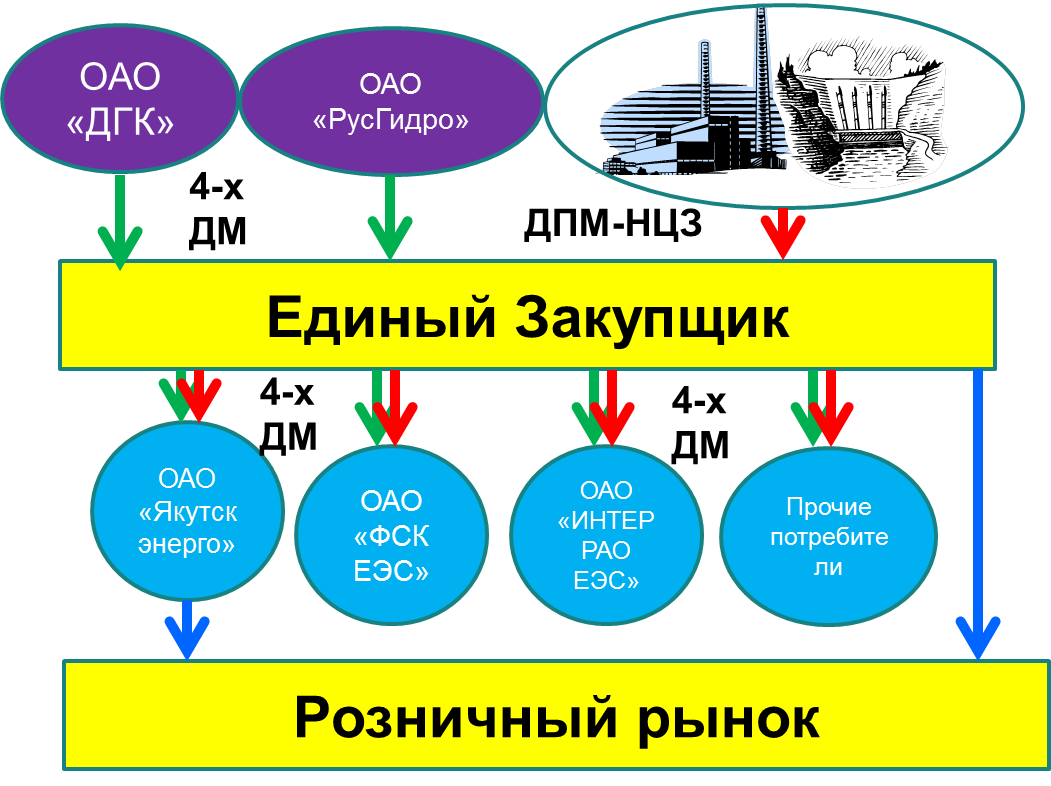 ОАО
«ДГК»
ОАО
«РусГидро»
4-х
ДМ
ДПМ-НЦЗ
Единый Закупщик
4-х
ДМ
4-х
ДМ
ОАО
«Якутск
энерго»
ОАО
«ФСК
ЕЭС»
ОАО
«ИНТЕР
РАО
ЕЭС»
Прочие
потребите
ли
Розничный рынок